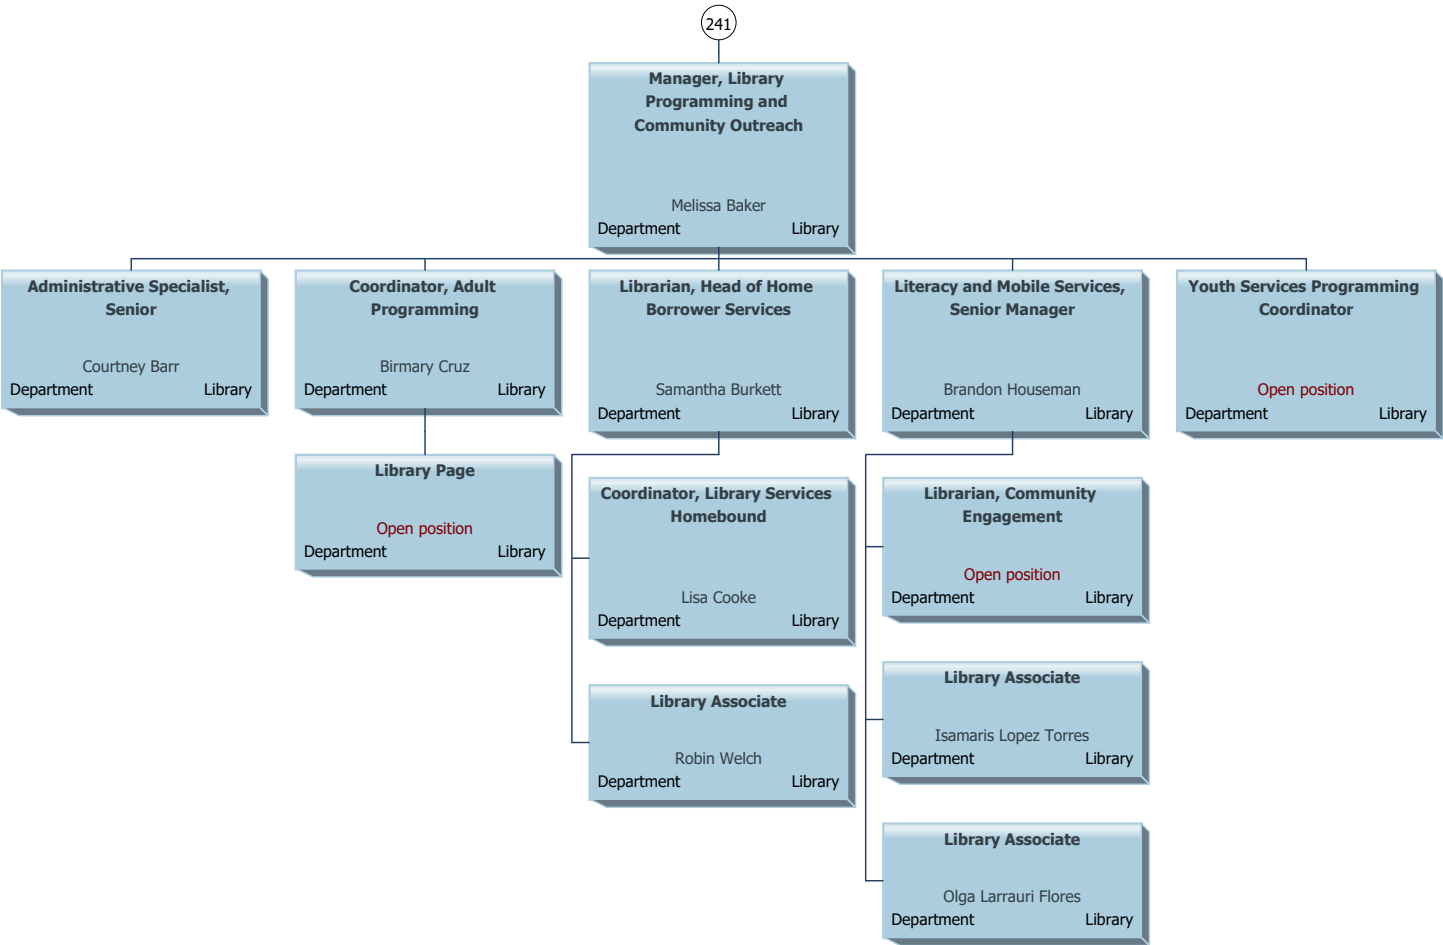 241
Manager, Library
Programming and
Community Outreach
Melissa Baker
Department Library
Administrative Specialist,
Senior
Courtney Barr
Department Library
Coordinator, Adult
Programming
Birmary Cruz
Department Library
Librarian, Head of Home
Borrower Services
Samantha Burkett
Department Library
Literacy and Mobile Services,
Senior Manager
Brandon Houseman
Department Library
Youth Services Programming
Coordinator
Open position
Department Library
Library Page
Open position
Department Library
Coordinator, Library Services
Homebound
Lisa Cooke
Department Library
Library Associate
Robin Welch
Department Library
Librarian, Community
Engagement
Open position
Department Library
Library Associate
Isamaris Lopez Torres
Department Library
Library Associate
Olga Larrauri Flores
Department Library